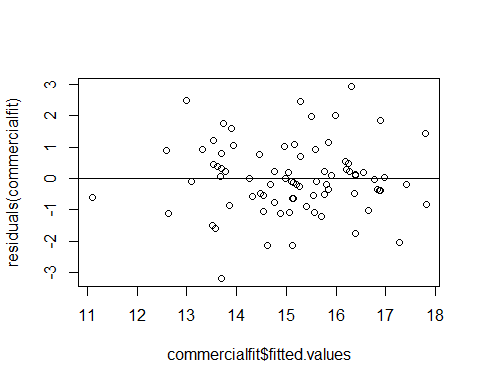 residuals(commercialfit)
3
2
1
0
-1
-2
-3
11 12 13 14 15 16 17 18
commercialfit$fitted.values